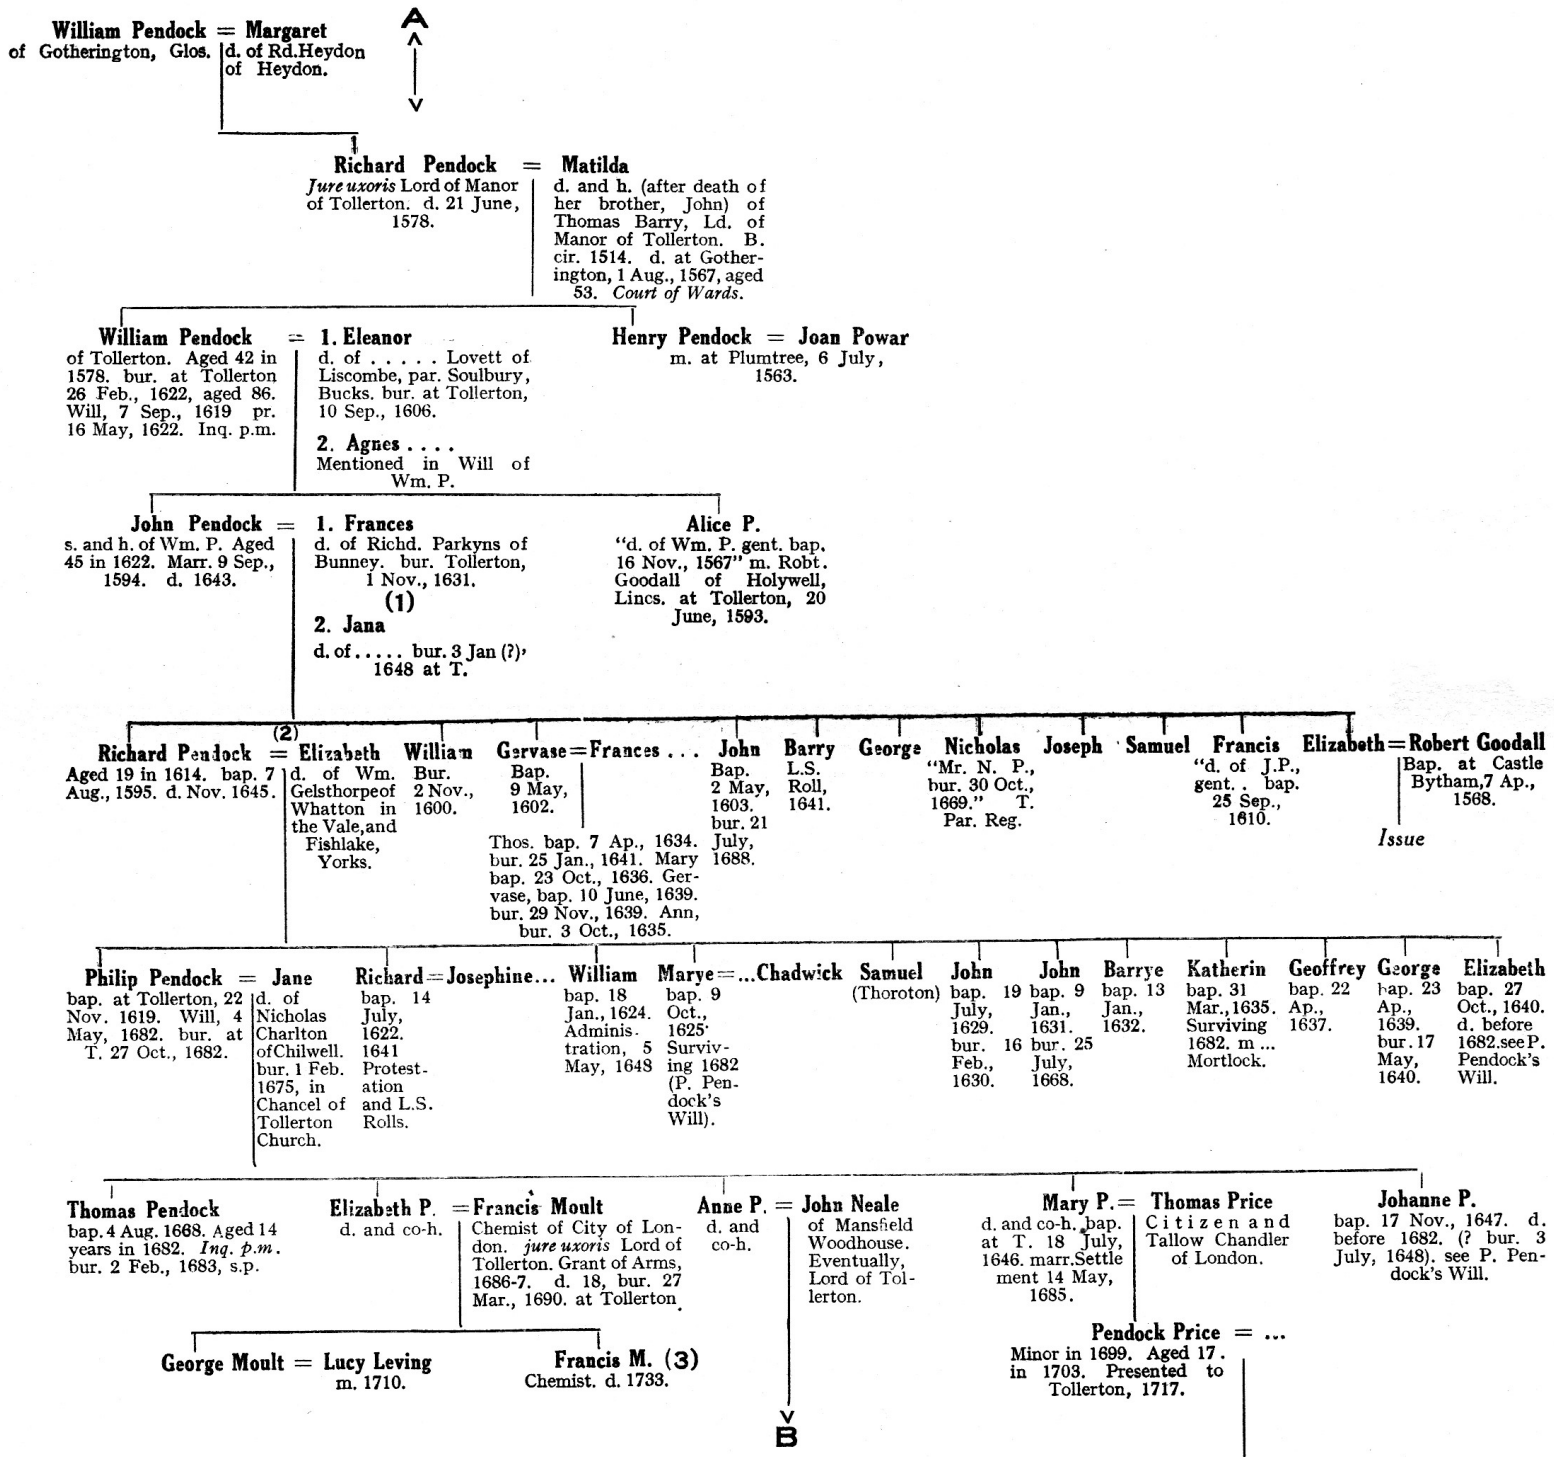 A
William Pendock = Margaret
of Gotherington, Glos. d. of Rd.Heydon
of Heydon.
1
Richard Pendock = Matilda
Jure uxoris Lord of Manor
of Tollerton. d. 21 June,
1578.
d. and h. (after death of
her brother, John) of
Thomas Barry, Ld. of
Manor of Tollerton. B.
cir. 1514. d. at Gother-
ington, 1 Aug., 1567, aged
53. Court of Wards.
William Pendock = 1. Eleanor
of Tollerton. Aged 42 in
1578. bur. at Tollerton
26 Feb., 1622, aged 86.
Will, 7 Sep., 1619 pr.
16 May, 1622. Inq. p.m.
d. of . . . . . Lovett of
Liscombe, par. Soulbury,
Bucks. bur. at Tollerton,
10 Sep., 1606.
2. Agnes . . . .
Mentioned in Will of
Wm. P.
Henry Pendock = Joan Powar
m. at Plumtree, 6 July,
1563.
John Pendock = 1. Frances
s. and h. of Wm. P. Aged
45 in 1622. Marr. 9 Sep.,
1594. d. 1643.
d. of Richd. Parkyns of
Bunney. bur. Tollerton,
1 Nov., 1631.
(1)
2. Jana
d. of ..... bur. 3 Jan (?),
1648 at T.
Alice P.
"d. of Wm. P. gent. bap.
16 Nov., 1567" m. Robt.
Goodall of Holywell,
Lincs. at Tollerton, 20
June, 1593.
(2)
Richard Pendock = Elizabeth
Aged 19 in 1614. bap. 7
Aug., 1595. d. Nov. 1645.
d. of Wm.
Gelsthorpeof
Whatton in
the Vale,and
Fishlake,
Yorks.
William
Bur.
2 Nov.,
1600.
Gervase=Frances ...
Bap.
9 May,
1602.
Thos. bap. 7 Ap., 1634.
bur. 25 Jan., 1641. Mary
bap. 23 Oct., 1636. Ger-
vase, bap. 10 June, 1639.
bur. 29 Nov., 1639. Ann,
bur. 3 Oct., 1635.
John
Bap.
2 May,
1603.
bur. 21
July,
1688.
Barry
L.S.
Roll,
1641.
George
Nicholas
"Mr. N. P.,
bur. 30 Oct.,
1669." T.
Par. Reg.
Joseph
Samuel
Francis
"d. of J.P.,
gent. . bap.
25 Sep.,
1610.
Elizabeth=Robert Goodall
Bap. at Castle
Bytham,7 Ap.,
1568.
Issue
Philip Pendock = Jane
bap. at Tollerton, 22
Nov. 1619. Will, 4
May, 1682. bur. at
T. 27 Oct., 1682.
d. of
Nicholas
Charlton
ofChilwell.
bur. 1 Feb.
1675, in
Chancel of
Tollerton
Church.
Richard=Josephine...
bap. 14
July,
1622.
1641
Protest-
ation
and L.S.
Rolls.
William
bap. 18
Jan., 1624.
Adminis-
tration, 5
May, 1648
Marye=...Chadwick
bap. 9
Oct.,
1625.
Surviv-
ing 1682
(P. Pen-
dock's
Will).
Samuel
(Thoroton)
John
bap. 19
July,
1629.
bur. 16
Feb.,
1630.
John
bap. 9
Jan.,
1631.
bur. 25
July,
1668.
Barrye
bap. 13
Jan.,
1632.
Katherin
bap. 31
Mar.,1635.
Surviving
1682. m ...
Mortlock.
Geoffrey
bap. 22
Ap.,
1637.
George
bap. 23
Ap.,
1639.
bur. 17
May,
1640.
Elizabeth
bap. 27
Oct., 1640.
d. before
1682.see P.
Pendock's
Will.
Thomas Pendock
bap. 4 Aug. 1668. Aged 14
years in 1682. Inq. p.m.
bur. 2 Feb., 1683, s.p.
Elizabeth P. = Francis Moult
d. and co-h.
Chemist of City of Lon-
don. jure uxoris Lord of
Tollerton. Grant of Arms,
1686-7. d. 18, bur. 27
Mar., 1690. at Tollerton
Anne P. = John Neale
d. and
co-h.
of Mansfield
Woodhouse.
Eventually,
Lord of Tol-
lerton.
Mary P. = Thomas Price
d. and co-h. bap.
at T. 18 July,
1646. marr.Settle
ment 14 May,
1685.
Citizen and
Tallow Chandler
of London.
Johanne P.
bap. 17 Nov., 1647. d.
before 1682. (? bur. 3
July, 1648). see P. Pen-
dock's Will.
George Moult = Lucy Leving
m. 1710.
Francis M. (3)
Chemist. d. 1733.
Pendock Price = ...
Minor in 1699. Aged 17.
in 1703. Presented to
Tollerton, 1717.
B